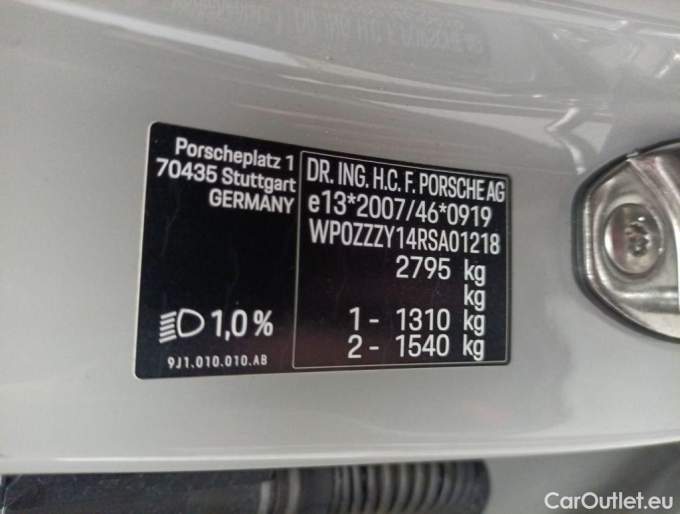 Porscheplatz 1
70435 Stuttgart
GERMANY
1,0 %
9J1.010.010.AB
DR. ING. H.C. F. PORSCHE AG
e13*2007/46*0919
WP0ZZZY14RSA01218
2795 kg
kg
1 - 1310 kg
2 - 1540 kg
CarOutlet.eu